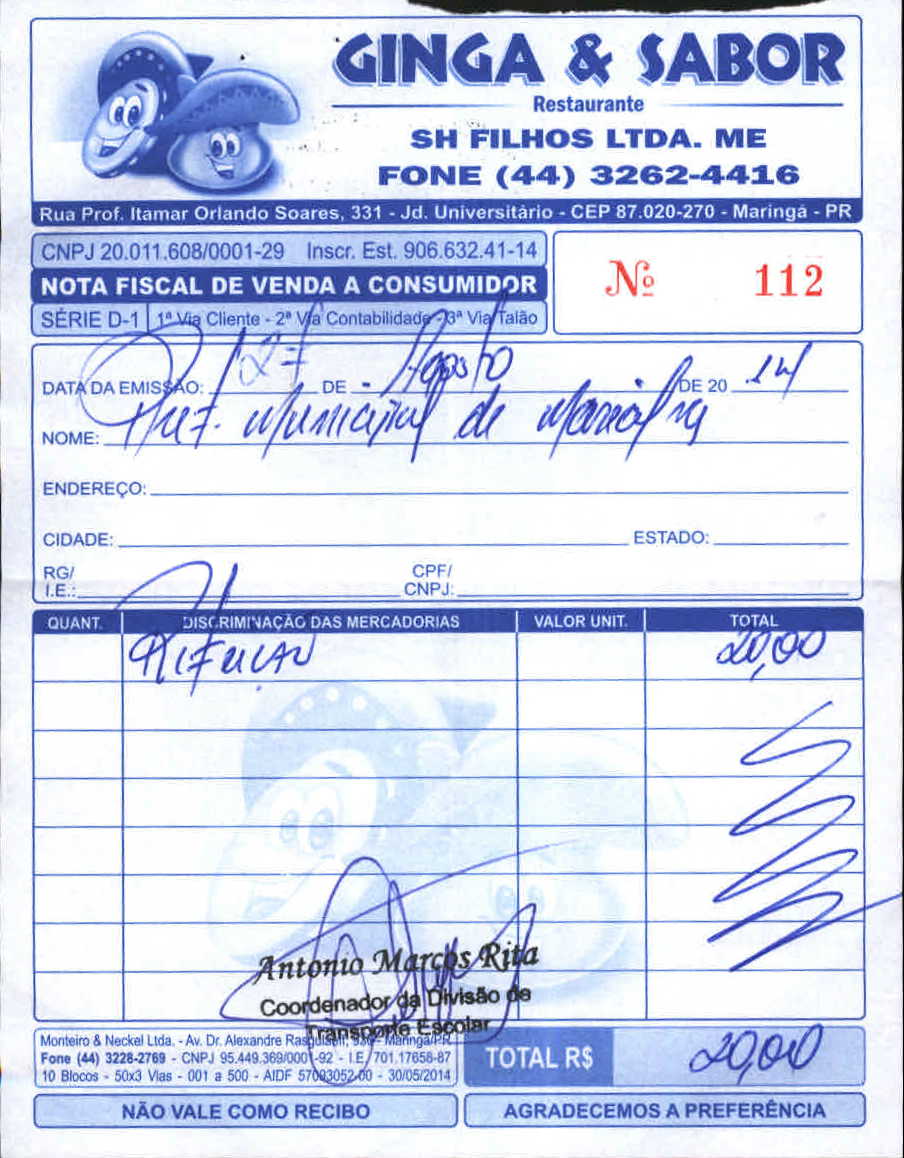 GINGA & SABOR
Restaurante
SH FILHOS LTDA. ME
FONE (44) 3262-4416
Rua Prof. Itamar Orlando Soares, 331 - Jd. Universitário - CEP 87.020-270 - Maringá - PR
CNPJ 20.011.608/0001-29 Inscr. Est. 906.632.41-14
NOTA FISCAL DE VENDA A CONSUMIDOR
SÉRIE D-1 1ª Via Cliente - 2ª Via Contabilidade - 3ª Via Talão
Nº 112
DATA DA EMISSÃO: 27 DE Agosto DE 20 14
NOME: Pref. Municipal de
ENDEREÇO:
CIDADE: ESTADO:
RG/ I.E.: CPF/ CNPJ:
QUANT. DISCRIMINAÇÃO DAS MERCADORIAS VALOR UNIT. TOTAL
Refeição 20,00
Antonio Marcos Rita
Coordenador da Divisão de
Transporte Escolar
Monteiro & Neckel Ltda. - Av. Dr. Alexandre - Maringá/PR
Fone (44) 3228-2769 - CNPJ 95.449.369/0001-92 - I.E. 701.17658-87
10 Blocos - 50x3 Vias - 001 a 500 - AIDF - 30/05/2014
TOTAL R$ 20,00
NÃO VALE COMO RECIBO
AGRADECEMOS A PREFERÊNCIA